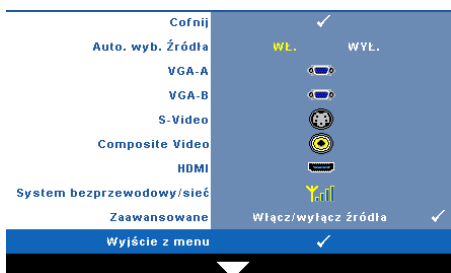 Cofnij
Auto. wyb. Źródła WŁ. WYŁ.
VGA-A
VGA-B
S-Video
Composite Video
HDMI
System bezprzewodowy/sieć
Zaawansowane Włącz/wyłącz źródła
Wyjście z menu